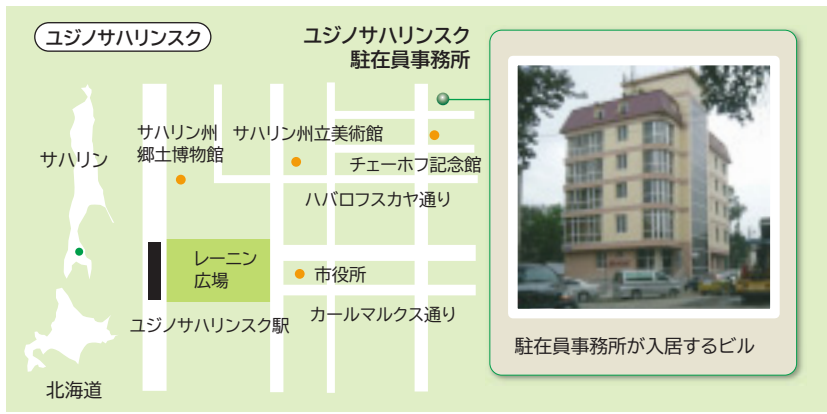 ユジノサハリンスク
ユジノサハリンスク
駐在員事務所
サハリン州
郷土博物館
サハリン州立美術館
サハリン
チェーホフ記念館
ハバロフスカヤ通り
レーニン
広場
市役所
カールマルクス通り
ユジノサハリンスク駅
北海道
駐在員事務所が入居するビル